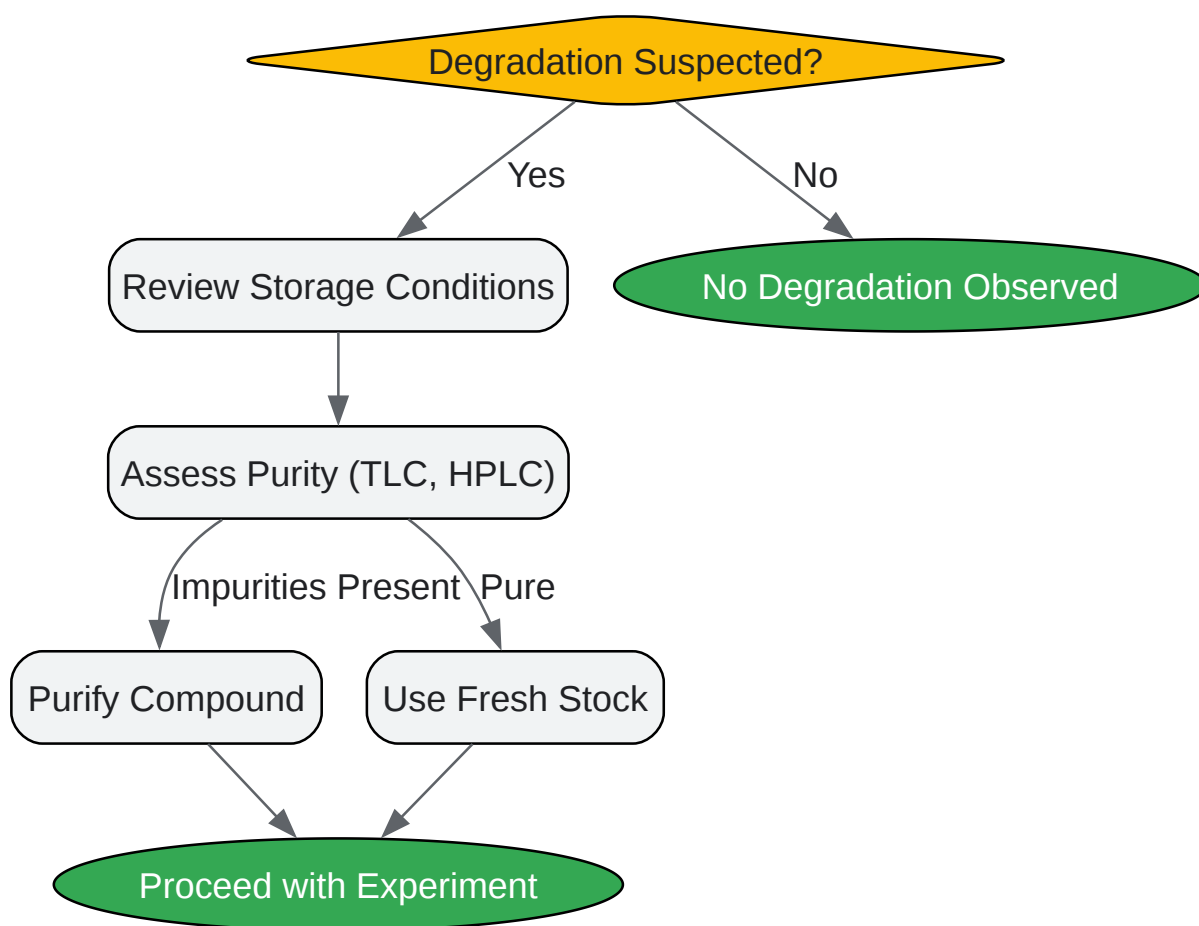 Degradation Suspected?
Yes
No
Review Storage Conditions
No Degradation Observed
Assess Purity (TLC, HPLC)
Impurities Present
Pure
Purify Compound
Use Fresh Stock
Proceed with Experiment